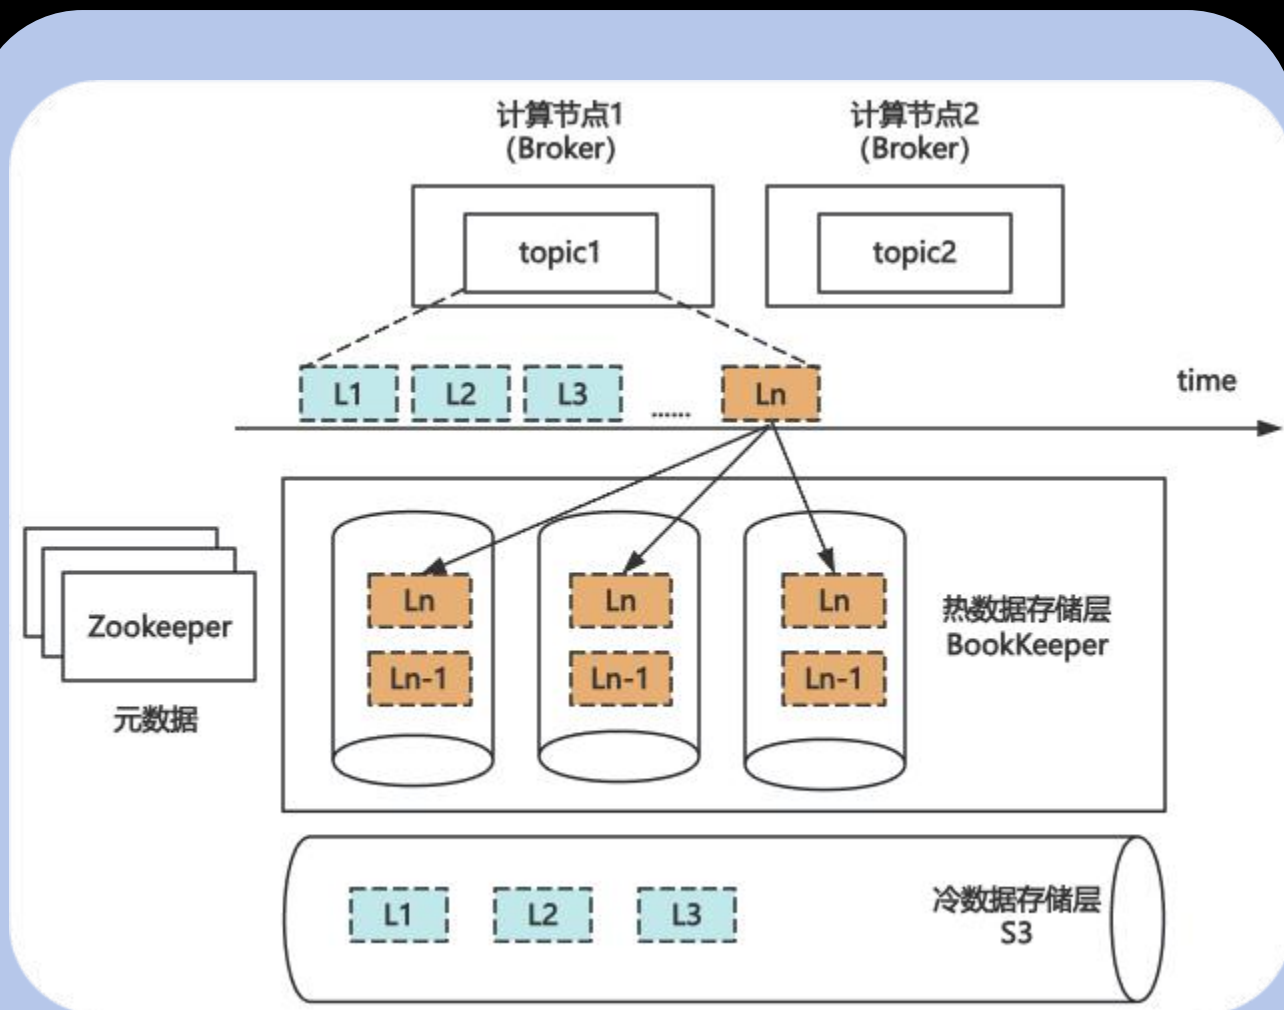 计算节点1
(Broker)
计算节点2
(Broker)
topic1
topic2
L1
L2
L3
......
Ln
time
Ln
Ln
Ln
Ln-1
Ln-1
Ln-1
热数据存储层
BookKeeper
Zookeeper
元数据
L1
L2
L3
冷数据存储层
S3